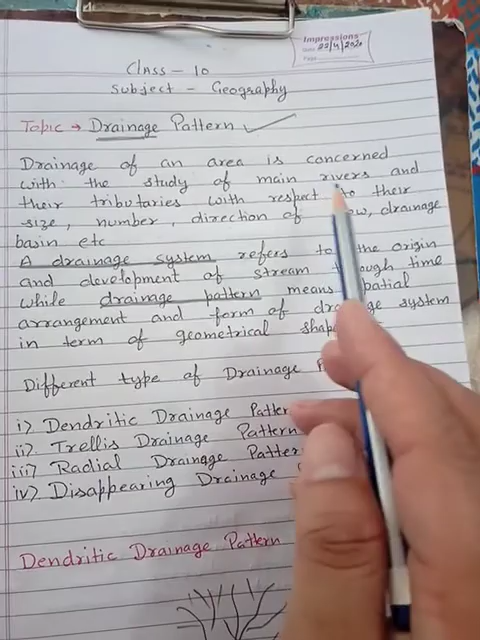 Impressions
Date 22/4/2020
Page
Class - 10
Subject - Geography
Topic → Drainage Pattern
Drainage of an area is concerned
with the study of main rivers and
their tributaries with respect to their
size, number, direction of drainage
basin etc
A drainage system refers to the origin
and development of stream through time
while drainage pattern means
arrangement and form of system
in term of geometrical
Different type of Drainage
i) Dendritic Drainage
ii) Trellis Drainage Pattern
iii) Radial Drainage
iv) Disappearing Drainage
Dendritic Drainage Pattern